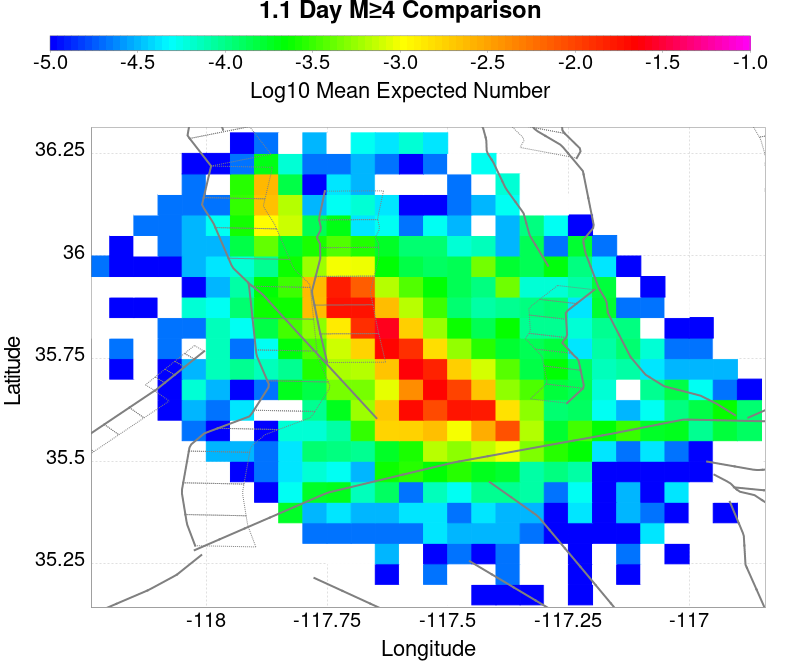 1.1 Day M≥4 Comparison
-5.0 -4.5 -4.0 -3.5 -3.0 -2.5 -2.0 -1.5 -1.0
Log10 Mean Expected Number
36.25
36
35.75
35.5
35.25
Latitude
-118 -117.75 -117.5 -117.25 -117
Longitude